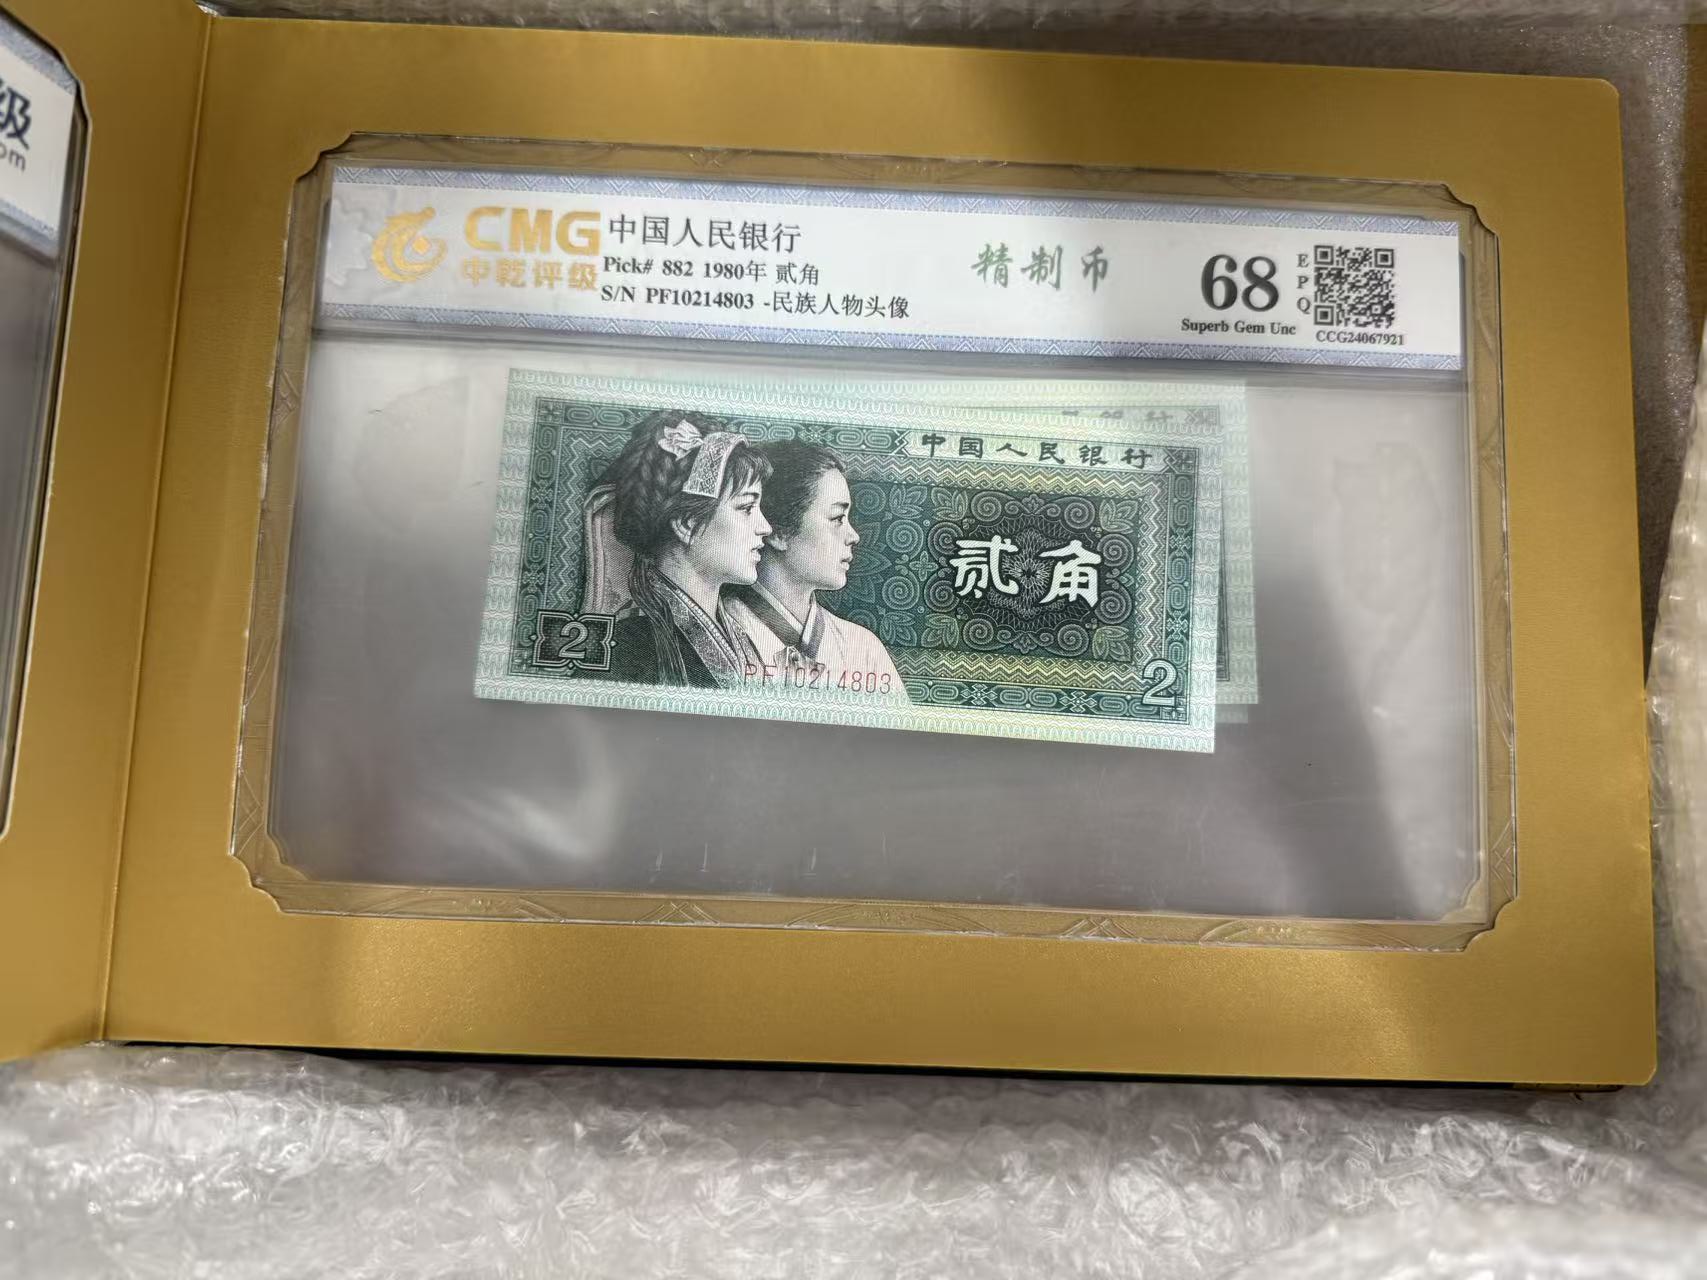 级
om
CMG
中乾评级
中国人民银行
Pick# 882 1980年 贰角
S/N PF10214803 -民族人物头像
精制币
68
EPQ
Superb Gem Unc
CCG24067921
中国人民银行
贰角
2
PF10214803
2